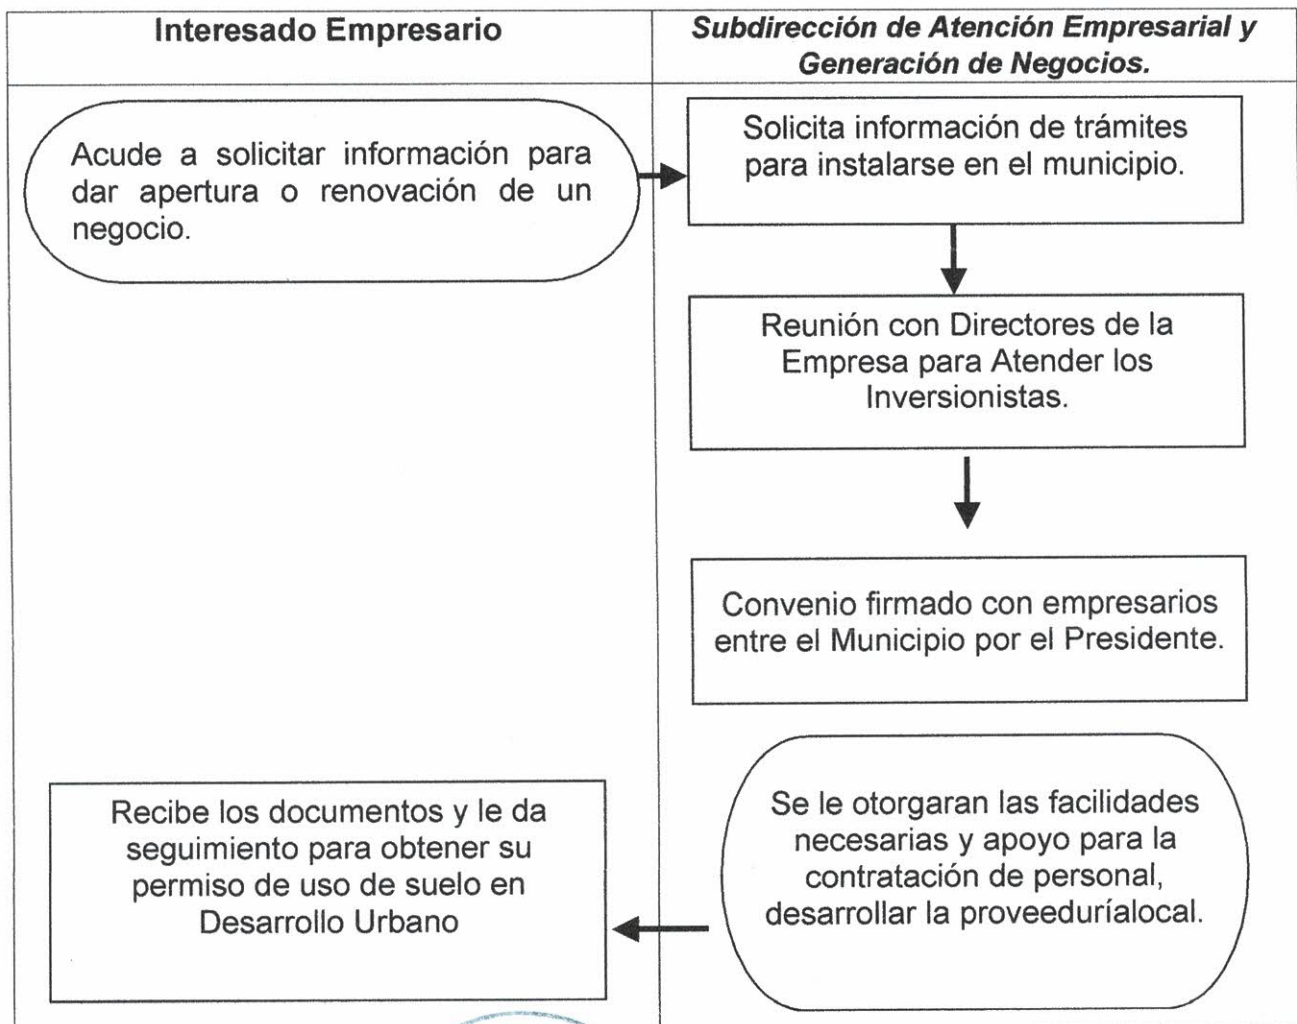 Interesado Empresario
Subdirección de Atención Empresarial y
Generación de Negocios.
Acude a solicitar información para
dar apertura o renovación de un
negocio.
Solicita información de trámites
para instalarse en el municipio.
Reunión con Directores de la
Empresa para Atender los
Inversionistas.
Convenio firmado con empresarios
entre el Municipio por el Presidente.
Se le otorgaran las facilidades
necesarias y apoyo para la
contratación de personal,
desarrollar la proveeduríalocal.
Recibe los documentos y le da
seguimiento para obtener su
permiso de uso de suelo en
Desarrollo Urbano